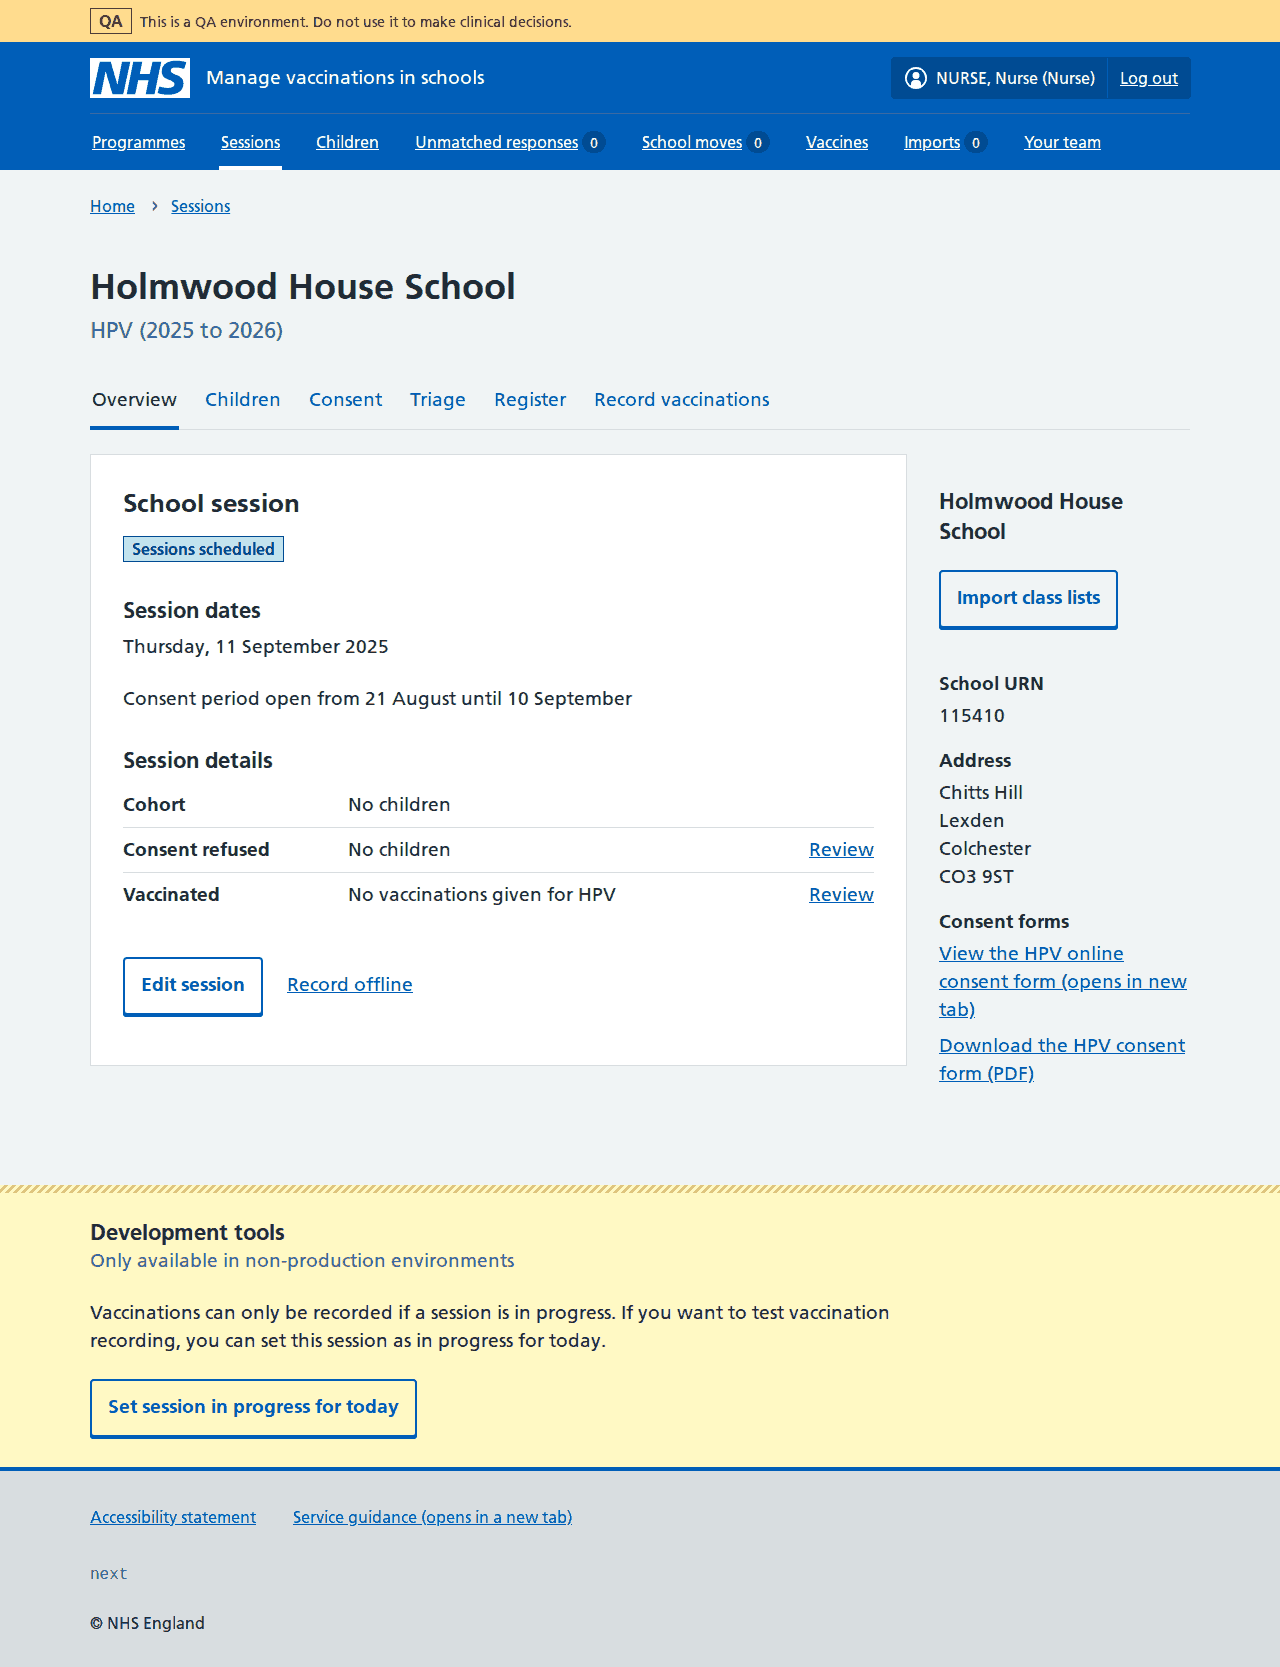 QA This is a QA environment. Do not use it to make clinical decisions.
NHS Manage vaccinations in schools NURSE, Nurse (Nurse) Log out
Programmes Sessions Children Unmatched responses 0 School moves 0 Vaccines Imports 0 Your team
Home › Sessions
Holmwood House School
HPV (2025 to 2026)
Overview Children Consent Triage Register Record vaccinations
School session
Sessions scheduled
Session dates
Thursday, 11 September 2025
Consent period open from 21 August until 10 September
Session details
Cohort No children
Consent refused No children Review
Vaccinated No vaccinations given for HPV Review
Edit session Record offline
Holmwood House
School
Import class lists
School URN
115410
Address
Chitts Hill
Lexden
Colchester
CO3 9ST
Consent forms
View the HPV online
consent form (opens in new
tab)
Download the HPV consent
form (PDF)
Development tools
Only available in non-production environments
Vaccinations can only be recorded if a session is in progress. If you want to test vaccination
recording, you can set this session as in progress for today.
Set session in progress for today
Accessibility statement Service guidance (opens in a new tab)
next
© NHS England